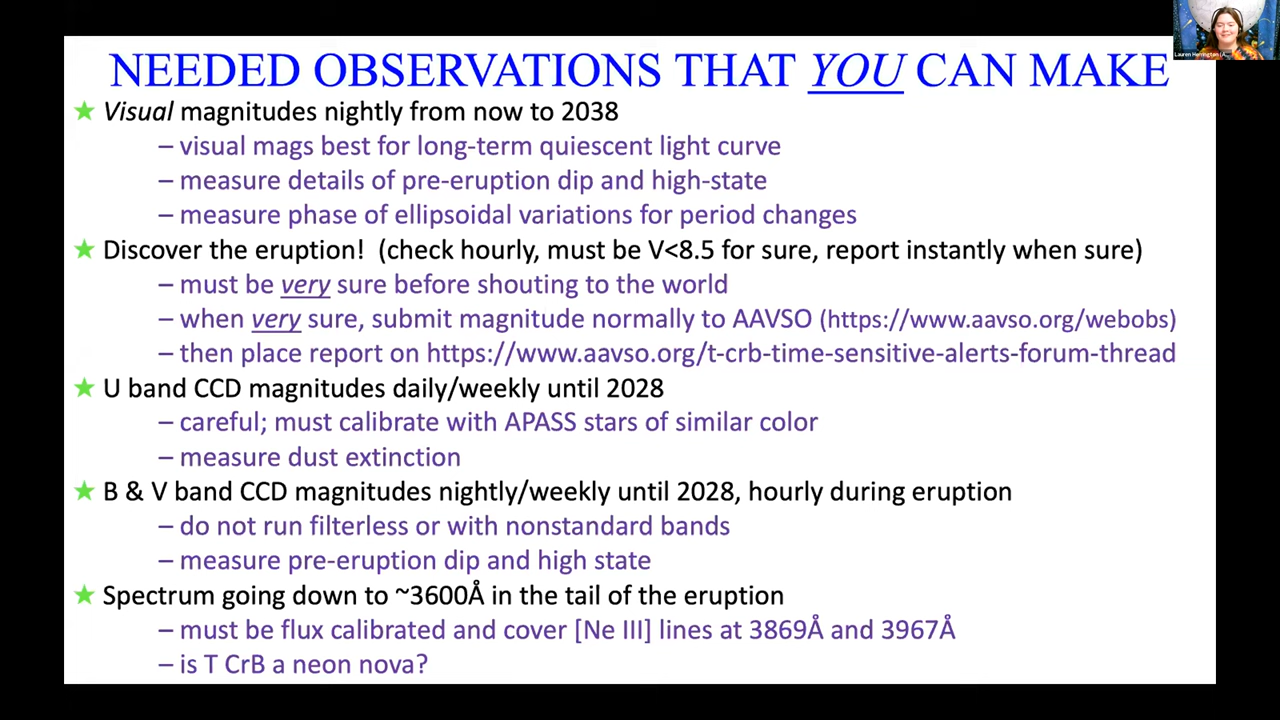 NEEDED OBSERVATIONS THAT YOU CAN MAKE
★ Visual magnitudes nightly from now to 2038
– visual mags best for long-term quiescent light curve
– measure details of pre-eruption dip and high-state
– measure phase of ellipsoidal variations for period changes
★ Discover the eruption! (check hourly, must be V<8.5 for sure, report instantly when sure)
– must be very sure before shouting to the world
– when very sure, submit magnitude normally to AAVSO (https://www.aavso.org/webobs)
– then place report on https://www.aavso.org/t-crb-time-sensitive-alerts-forum-thread
★ U band CCD magnitudes daily/weekly until 2028
– careful; must calibrate with APASS stars of similar color
– measure dust extinction
★ B & V band CCD magnitudes nightly/weekly until 2028, hourly during eruption
– do not run filterless or with nonstandard bands
– measure pre-eruption dip and high state
★ Spectrum going down to ~3600Å in the tail of the eruption
– must be flux calibrated and cover [Ne III] lines at 3869Å and 3967Å
– is T CrB a neon nova?
Lauren Herrington (A...